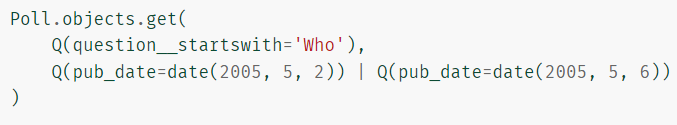 Poll.objects.get(
    Q(question__startswith='Who'),
    Q(pub_date=date(2005, 5, 2)) | Q(pub_date=date(2005, 5, 6))
)